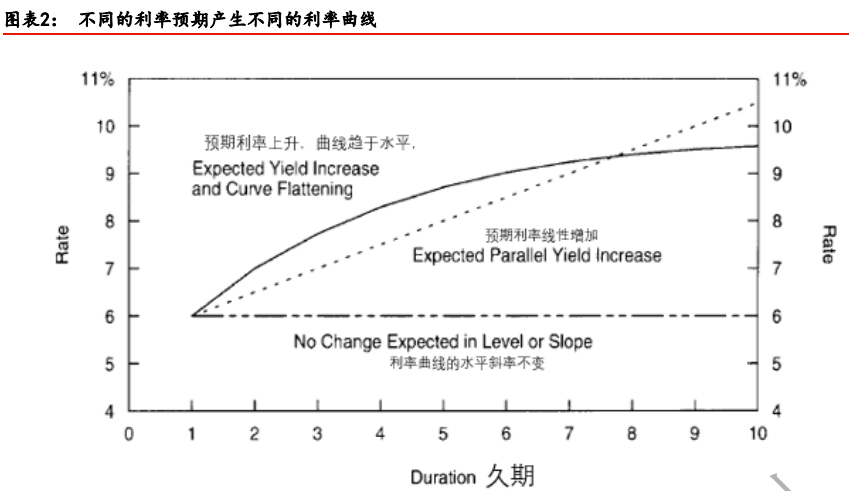 图表2： 不同的利率预期产生不同的利率曲线
11%
10
9
8
7
6
5
4
11%
10
9
8
7
6
5
4
Rate
Rate
预期利率上升．曲线趋于水平．
Expected Yield Increase
and Curve Flattening
预期利率线性增加
Expected Parallel Yield Increase
No Change Expected in Level or Slope
利率曲线的水平斜率不变
0 1 2 3 4 5 6 7 8 9 10
Duration 久期